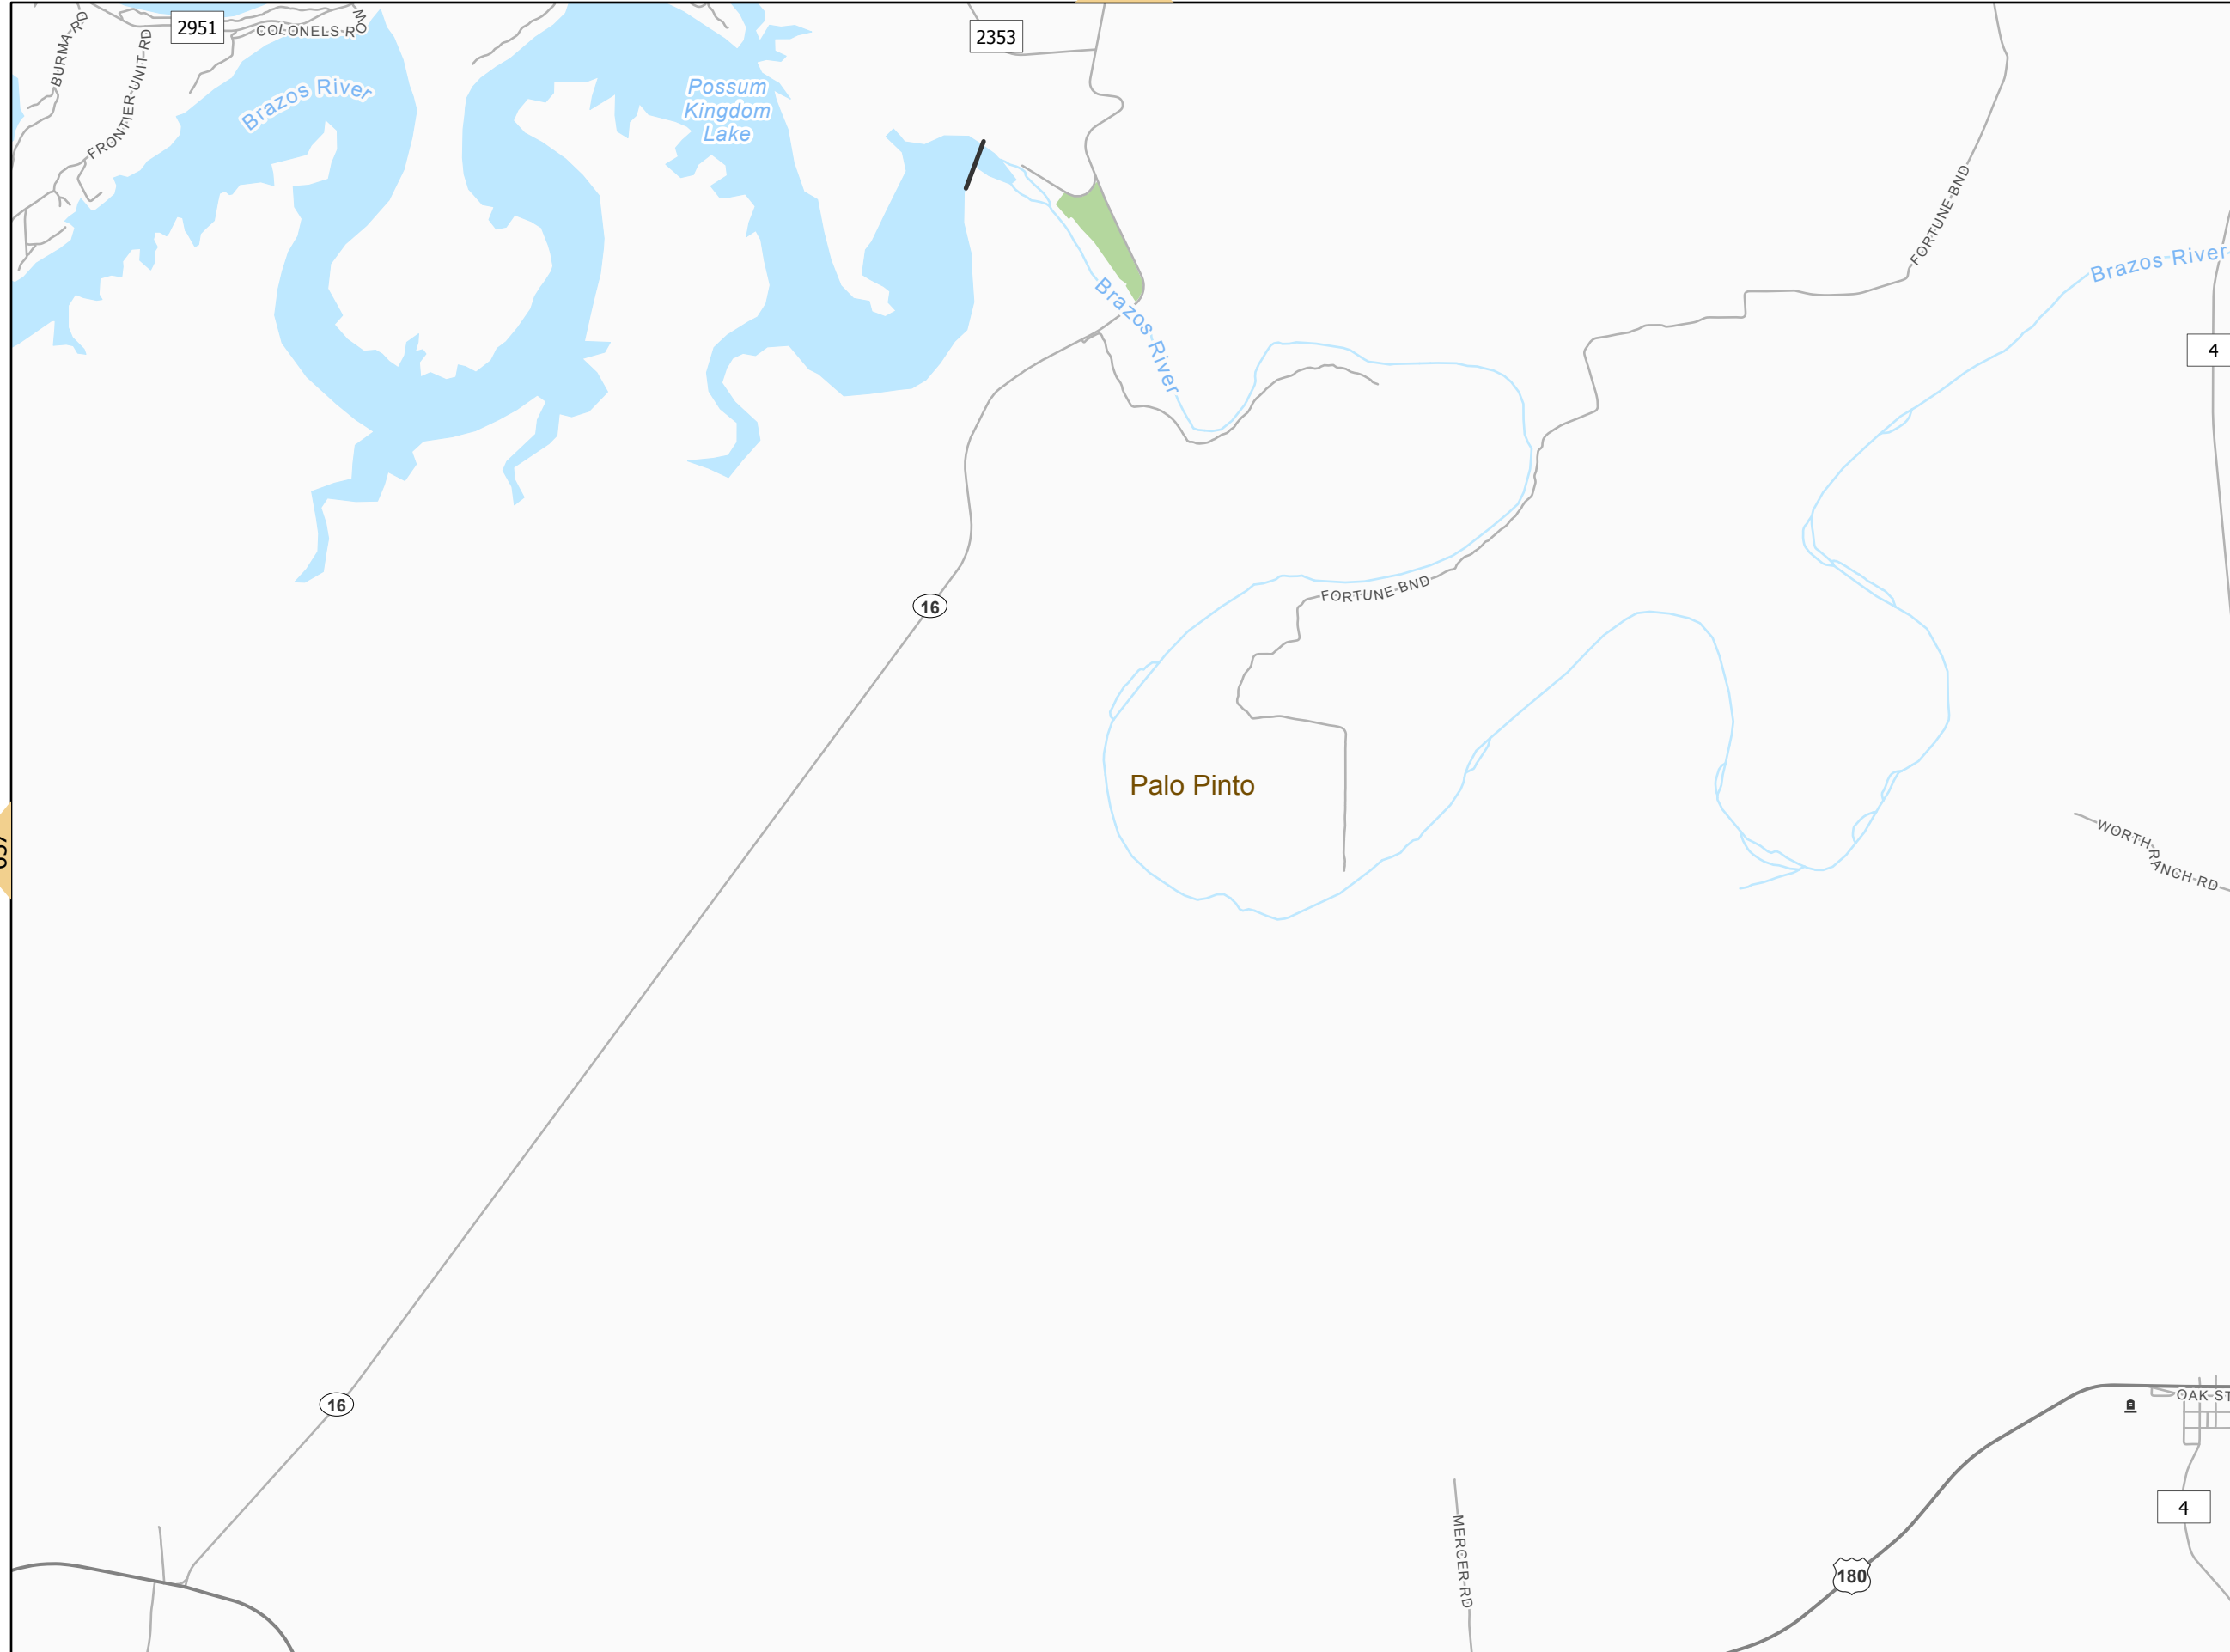 BURMA-RD
2951
COLONELS-RD
FRONTIER-UNIT-RD
Brazos River
Possum
Kingdom
Lake
2353
FORTUNE-BND
Brazos-River
4
Brazos-River
16
FORTUNE-BND
Palo Pinto
WORTH-RANCH-RD
16
OAK-ST
4
MERCER-RD
180